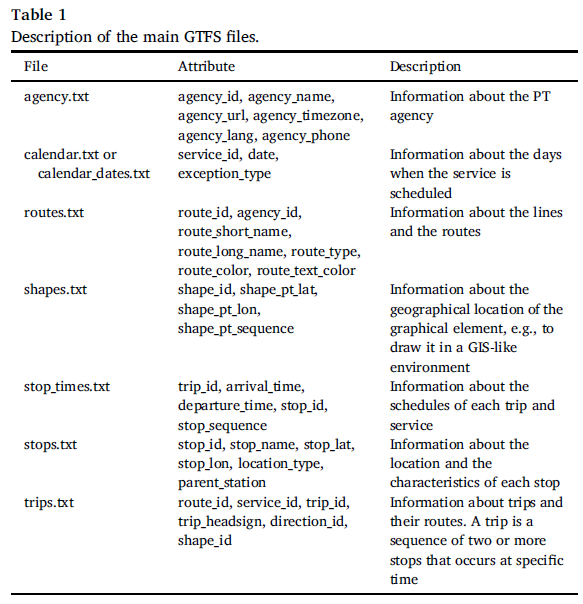 Table 1
Description of the main GTFS files.
File Attribute Description
agency.txt agency_id, agency_name, Information about the PT
agency_url, agency_timezone, agency
agency_lang, agency_phone
calendar.txt or service_id, date, Information about the days
calendar_dates.txt exception_type when the service is
scheduled
routes.txt route_id, agency_id, Information about the lines
route_short_name, and the routes
route_long_name, route_type,
route_color, route_text_color
shapes.txt shape_id, shape_pt_lat, Information about the
shape_pt_lon, geographical location of the
shape_pt_sequence graphical element, e.g., to
draw it in a GIS-like
environment
stop_times.txt trip_id, arrival_time, Information about the
departure_time, stop_id, schedules of each trip and
stop_sequence service
stops.txt stop_id, stop_name, stop_lat, Information about the
stop_lon, location_type, location and the
parent_station characteristics of each stop
trips.txt route_id, service_id, trip_id, Information about trips and
trip_headsign, direction_id, their routes. A trip is a
shape_id sequence of two or more
stops that occurs at specific
time